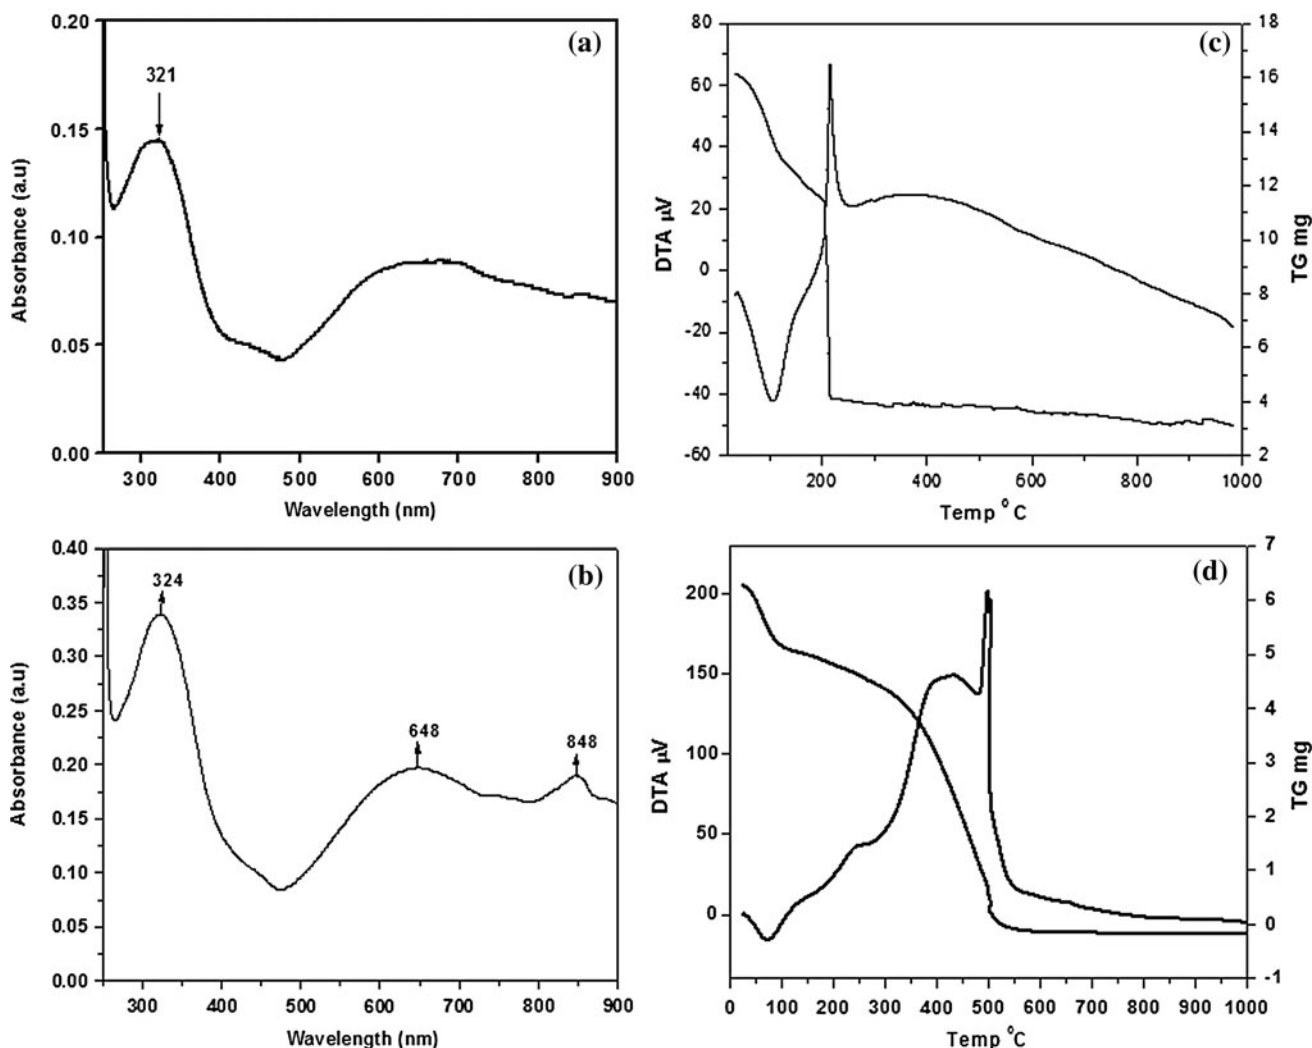 (a)
0.20
0.15
0.10
0.05
0.00
Absorbance (a.u)
321
300 400 500 600 700 800 900
Wavelength (nm)
(c)
80
60
40
20
0
-20
-40
-60
DTA µV
18
16
14
12
10
8
6
4
2
TG mg
200 400 600 800 1000
Temp ° C
(b)
0.40
0.35
0.30
0.25
0.20
0.15
0.10
0.05
0.00
Absorbance (a.u)
324
648
848
300 400 500 600 700 800 900
Wavelength (nm)
(d)
200
150
100
50
0
DTA µV
7
6
5
4
3
2
1
0
-1
TG mg
0 100 200 300 400 500 600 700 800 900 1000
Temp °C